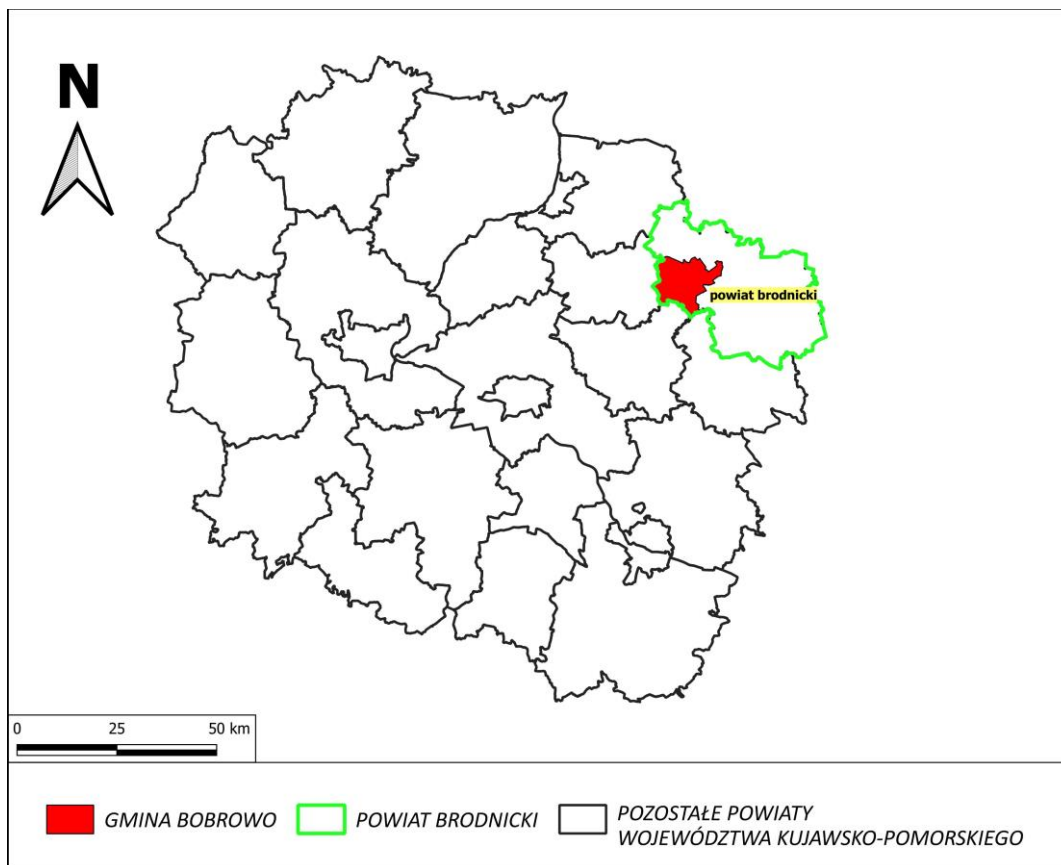 N
powiat brodnicki
0 25 50 km
GMINA BOBROWO
POWIAT BRODNICKI
POZOSTAŁE POWIATY
WOJEWÓDZTWA KUJAWSKO-POMORSKIEGO